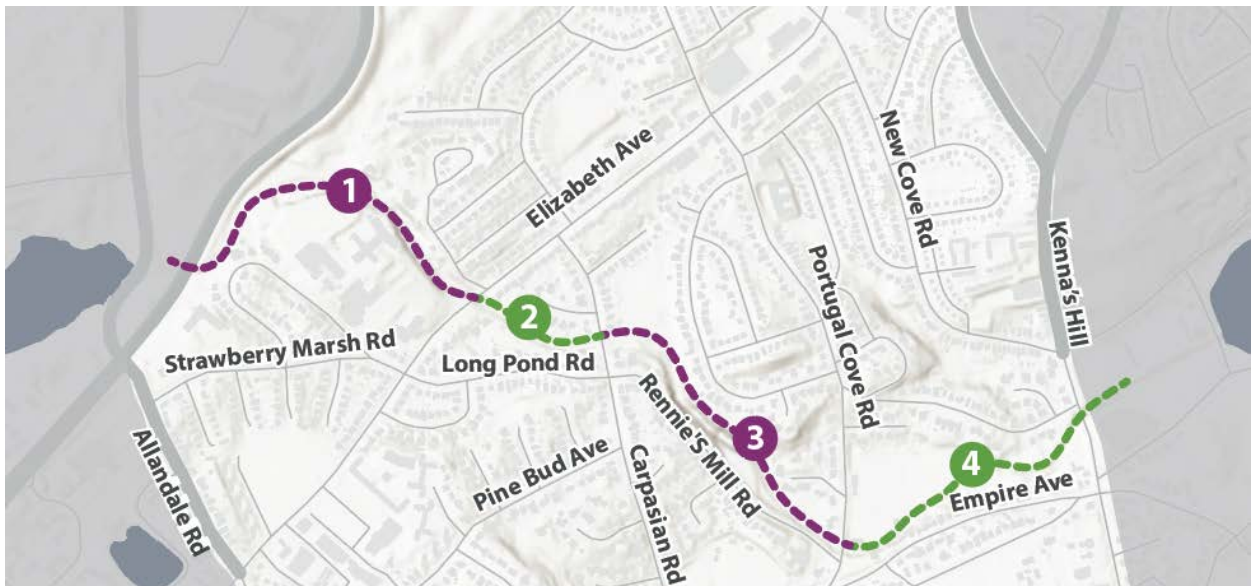 1
Elizabeth Ave
New Cove Rd
Kenna's Hill
Portugal Cove Rd
2
Strawberry Marsh Rd
Long Pond Rd
Rennie'S Mill Rd
3
Allandale Rd
Pine Bud Ave
Carpasian Rd
4
Empire Ave